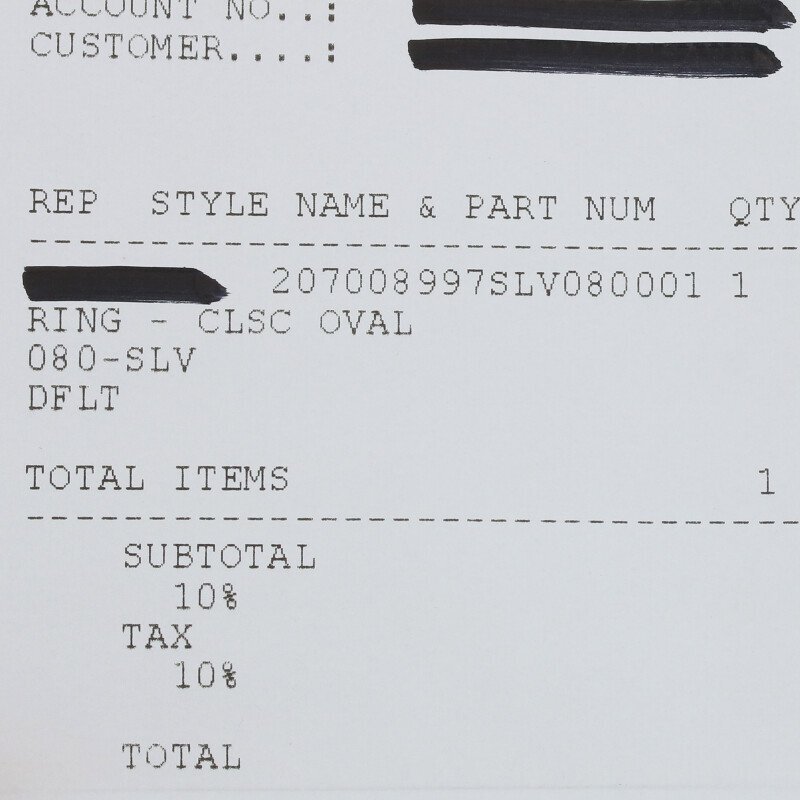 ACCOUNT NO..:
CUSTOMER....:
REP STYLE NAME & PART NUM QTY
--------------------------------
207008997SLV080001 1
RING - CLSC OVAL
080-SLV
DFLT
TOTAL ITEMS 1
--------------------------------
SUBTOTAL
10%
TAX
10%
TOTAL